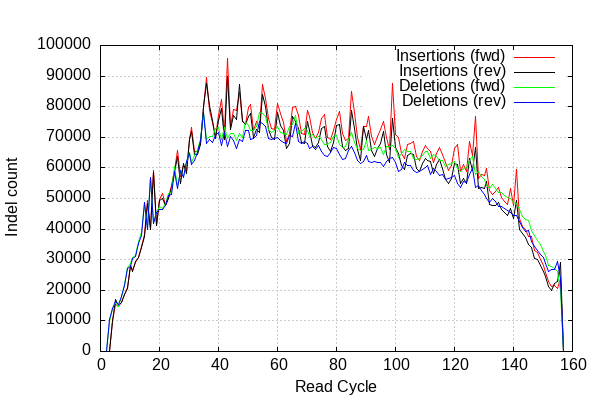 100000
90000
80000
70000
60000
50000
40000
30000
20000
10000
0
Indel count
Insertions (fwd)
Insertions (rev)
Deletions (fwd)
Deletions (rev)
0 20 40 60 80 100 120 140 160
Read Cycle